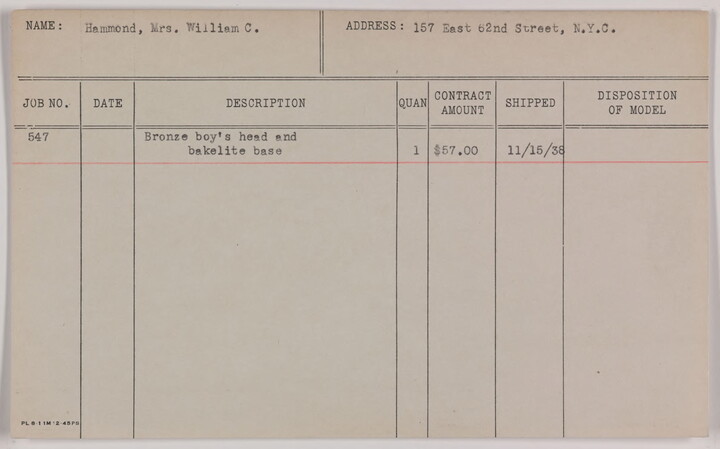 NAME: Hammond, Mrs. William C. ADDRESS: 157 East 62nd Street, N.Y.C.
JOB NO. DATE DESCRIPTION QUAN CONTRACT AMOUNT SHIPPED DISPOSITION OF MODEL
547 Bronze boy's head and
bakelite base 1 $57.00 11/15/38